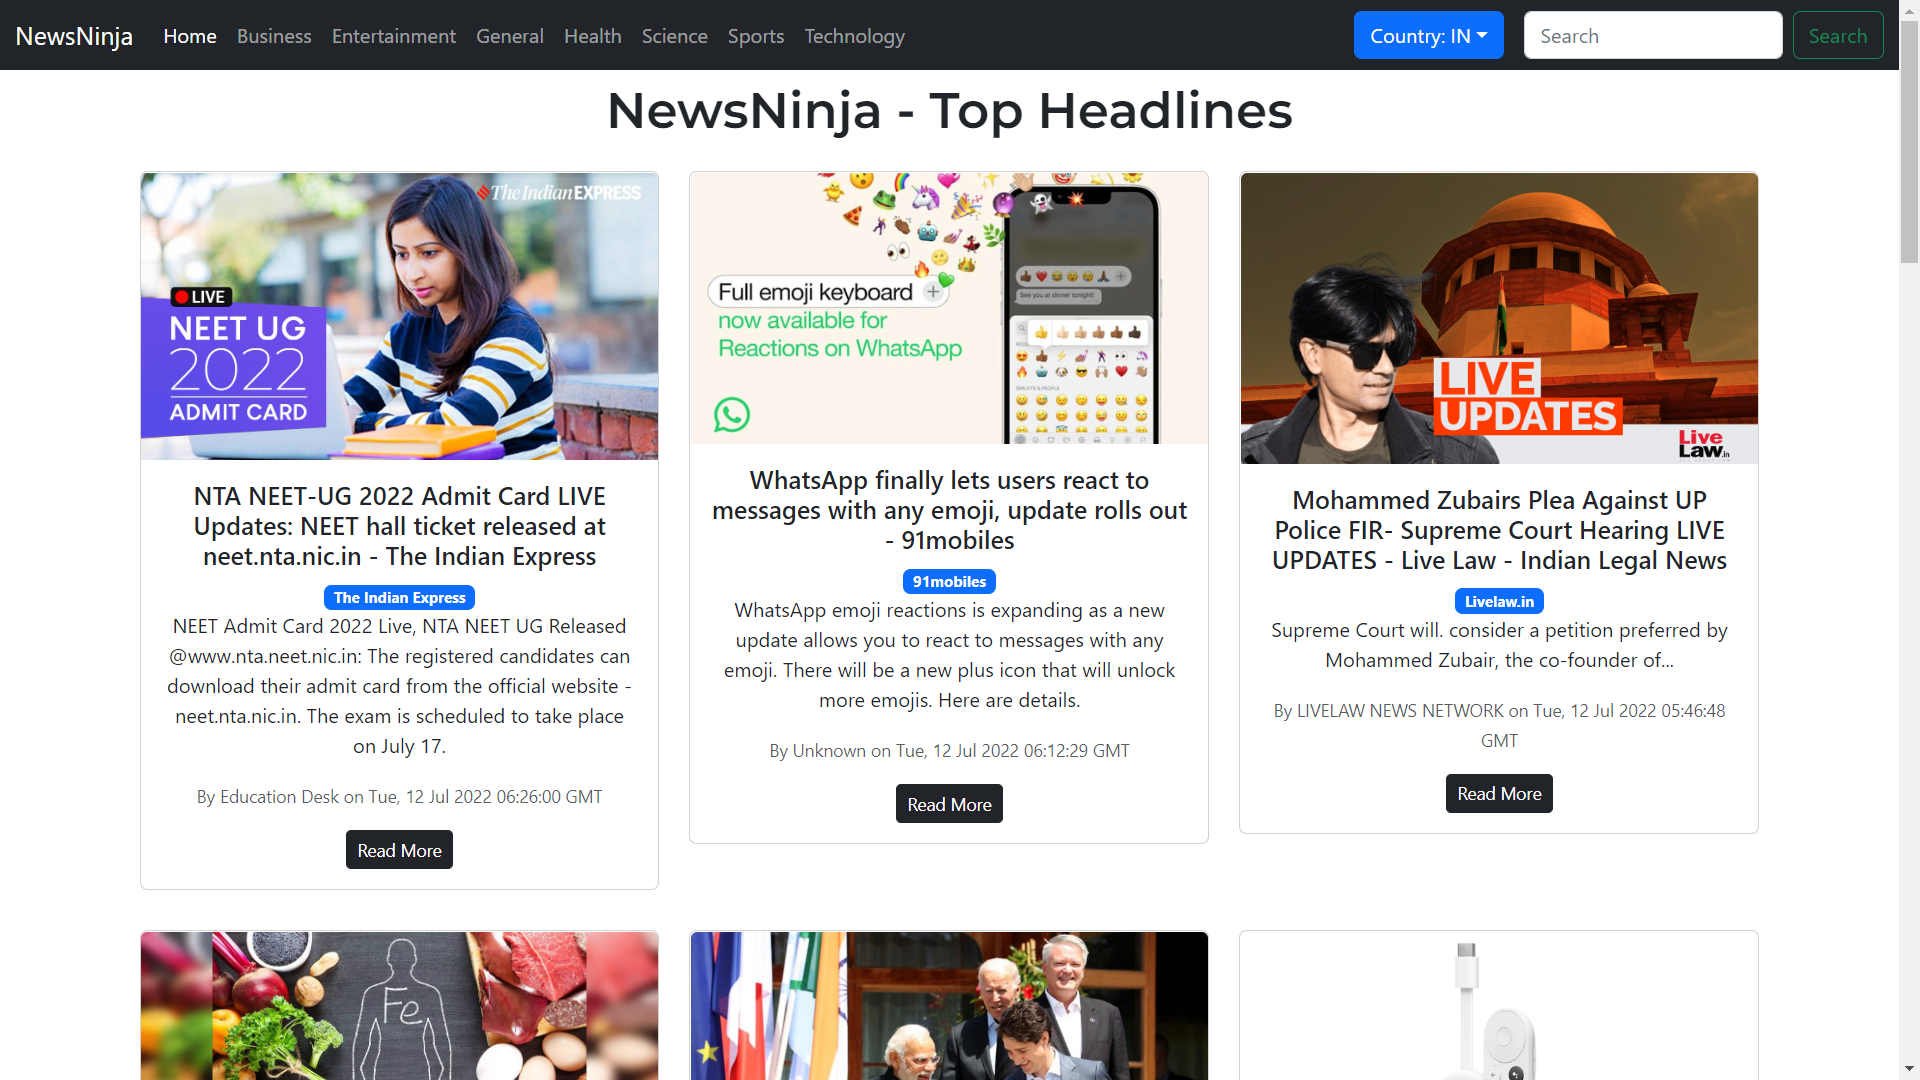 NewsNinja Home Business Entertainment General Health Science Sports Technology Country: IN Search Search
NewsNinja - Top Headlines
The Indian EXPRESS
LIVE
NEET UG
2022
ADMIT CARD
NTA NEET-UG 2022 Admit Card LIVE
Updates: NEET hall ticket released at
neet.nta.nic.in - The Indian Express
The Indian Express
NEET Admit Card 2022 Live, NTA NEET UG Released
@www.nta.neet.nic.in: The registered candidates can
download their admit card from the official website -
neet.nta.nic.in. The exam is scheduled to take place
on July 17.
By Education Desk on Tue, 12 Jul 2022 06:26:00 GMT
Read More
Full emoji keyboard +
now available for
Reactions on WhatsApp
See you at dinner tonight!
SMILEYS & PEOPLE
WhatsApp finally lets users react to
messages with any emoji, update rolls out
- 91mobiles
91mobiles
WhatsApp emoji reactions is expanding as a new
update allows you to react to messages with any
emoji. There will be a new plus icon that will unlock
more emojis. Here are details.
By Unknown on Tue, 12 Jul 2022 06:12:29 GMT
Read More
LIVE
UPDATES
Live
Law.in
Mohammed Zubairs Plea Against UP
Police FIR- Supreme Court Hearing LIVE
UPDATES - Live Law - Indian Legal News
Livelaw.in
Supreme Court will. consider a petition preferred by
Mohammed Zubair, the co-founder of...
By LIVELAW NEWS NETWORK on Tue, 12 Jul 2022 05:46:48
GMT
Read More
Fe